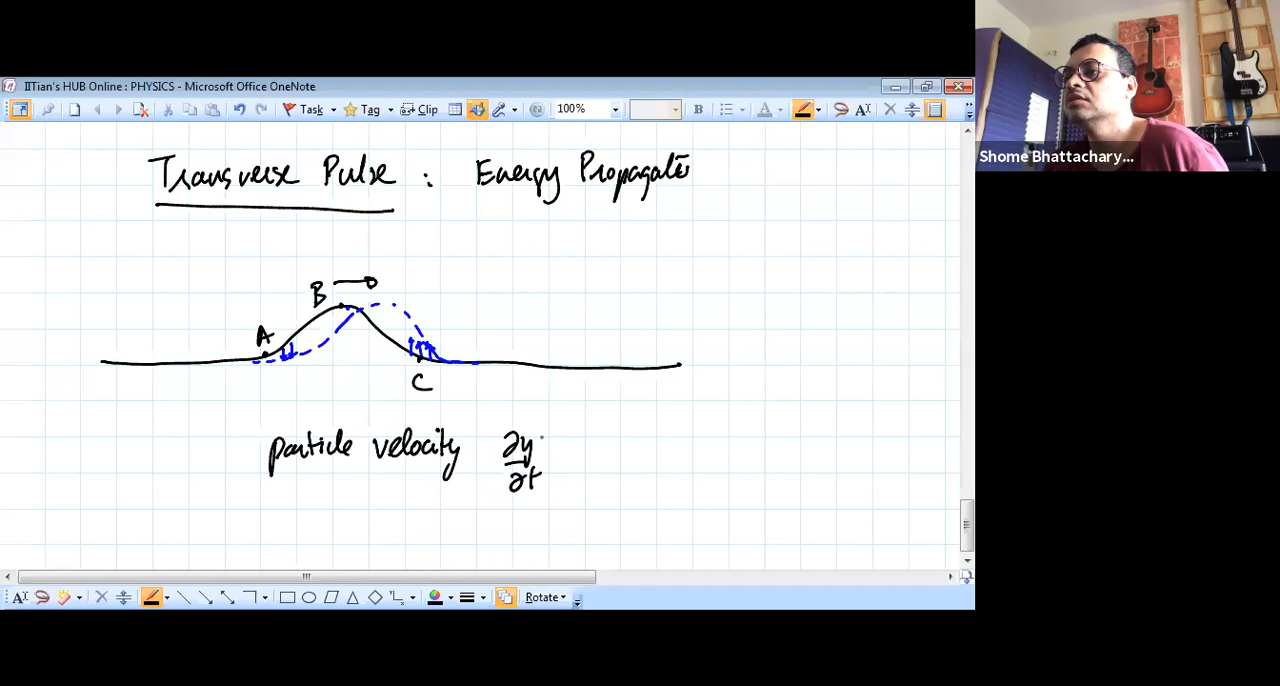 IITian's HUB Online : PHYSICS - Microsoft Office OneNote
Task Tag Clip 100% B A A
Transverse Pulse : Energy Propagates
B
A
C
particle velocity ∂y
∂t
A Rotate
Shome Bhattachary...